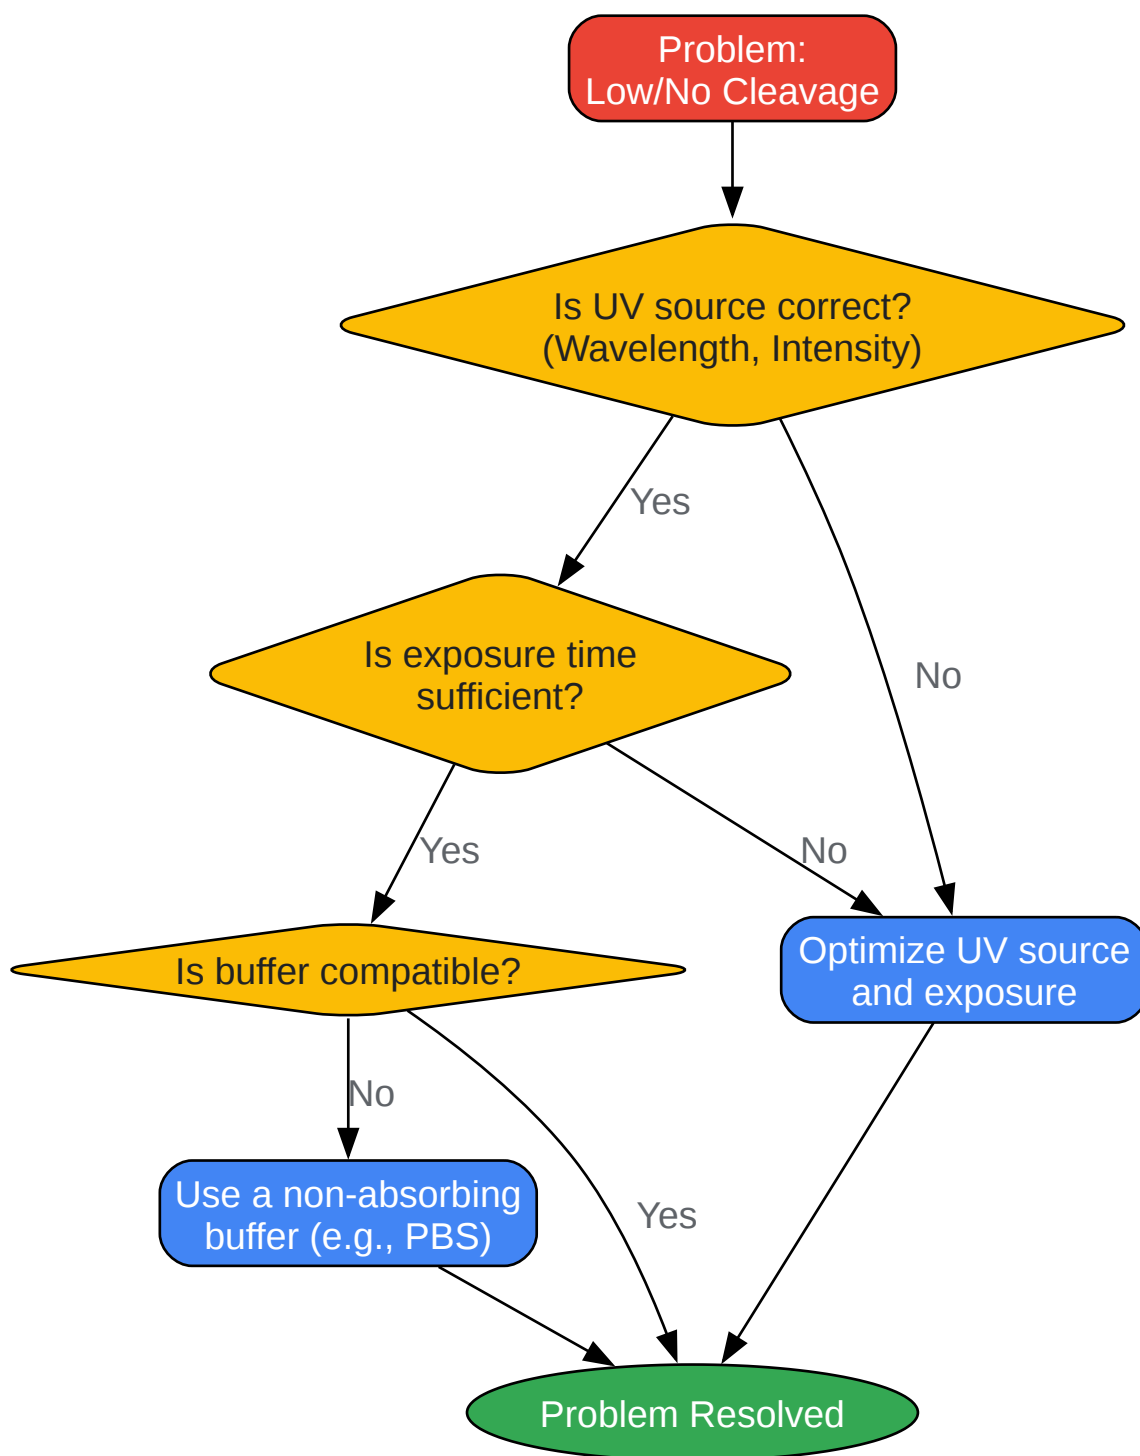 Problem:
Low/No Cleavage
Is UV source correct?
(Wavelength, Intensity)
Yes
No
Is exposure time
sufficient?
Yes
No
Is buffer compatible?
Optimize UV source
and exposure
No
Yes
Use a non-absorbing
buffer (e.g., PBS)
Problem Resolved